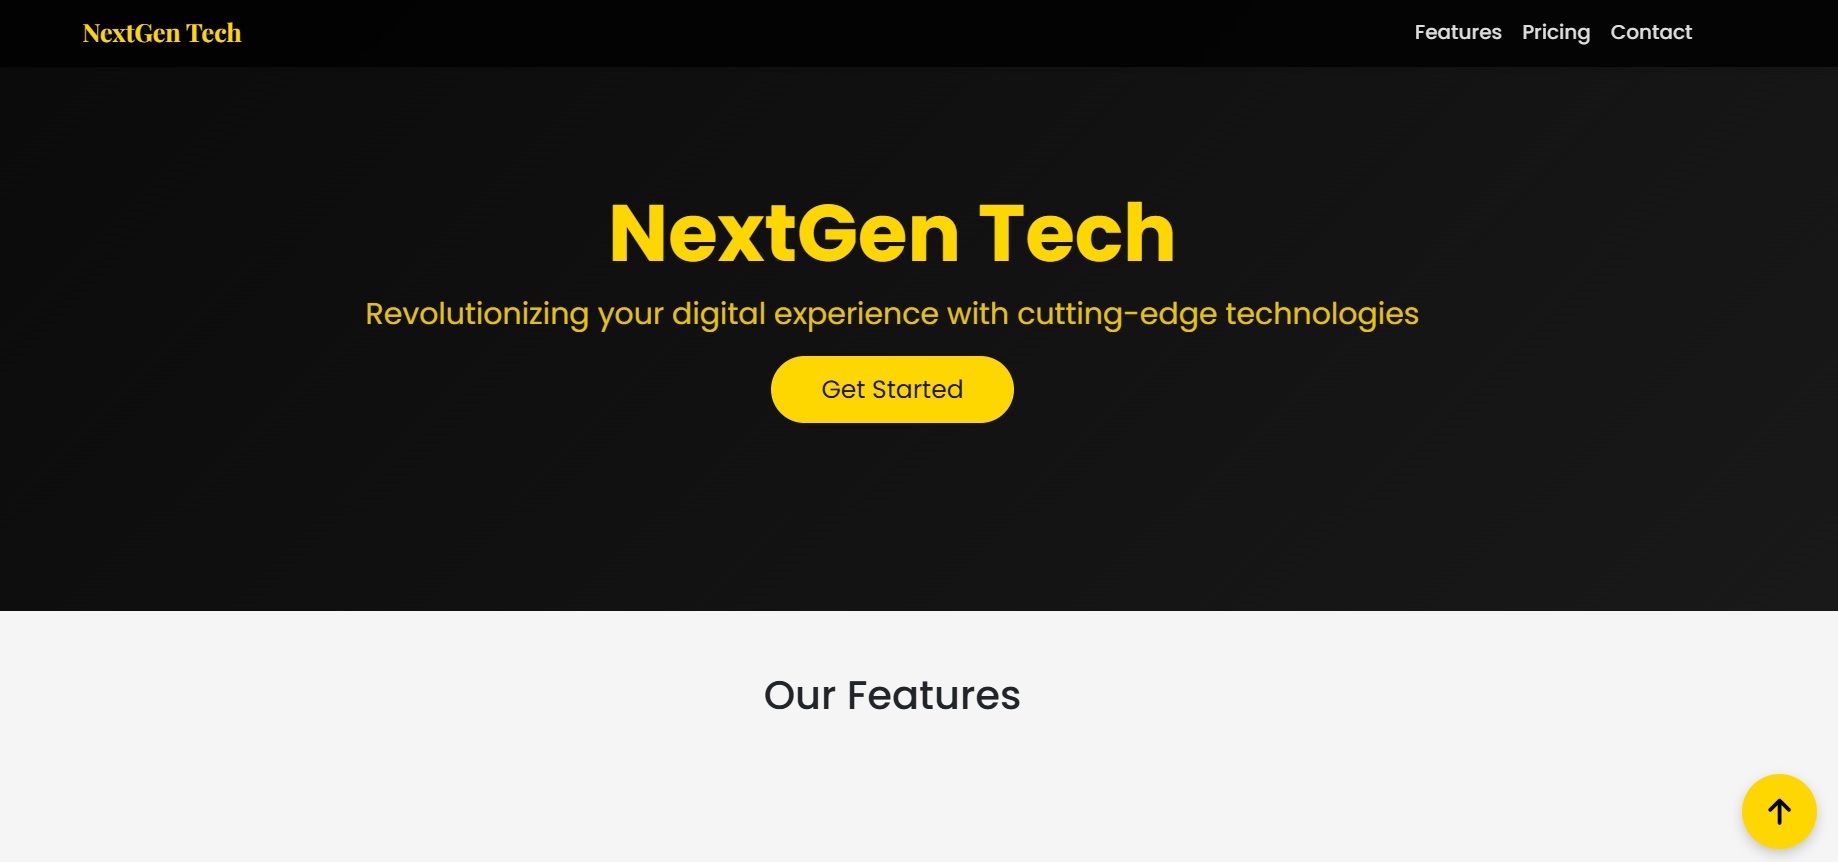 NextGen Tech
Features Pricing Contact
NextGen Tech
Revolutionizing your digital experience with cutting-edge technologies
Get Started
Our Features